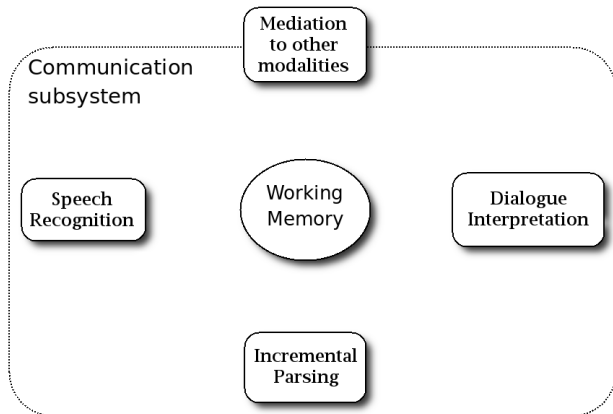 Mediation
to other
modalities
Communication
subsystem
Speech
Recognition
Working
Memory
Dialogue
Interpretation
Incremental
Parsing